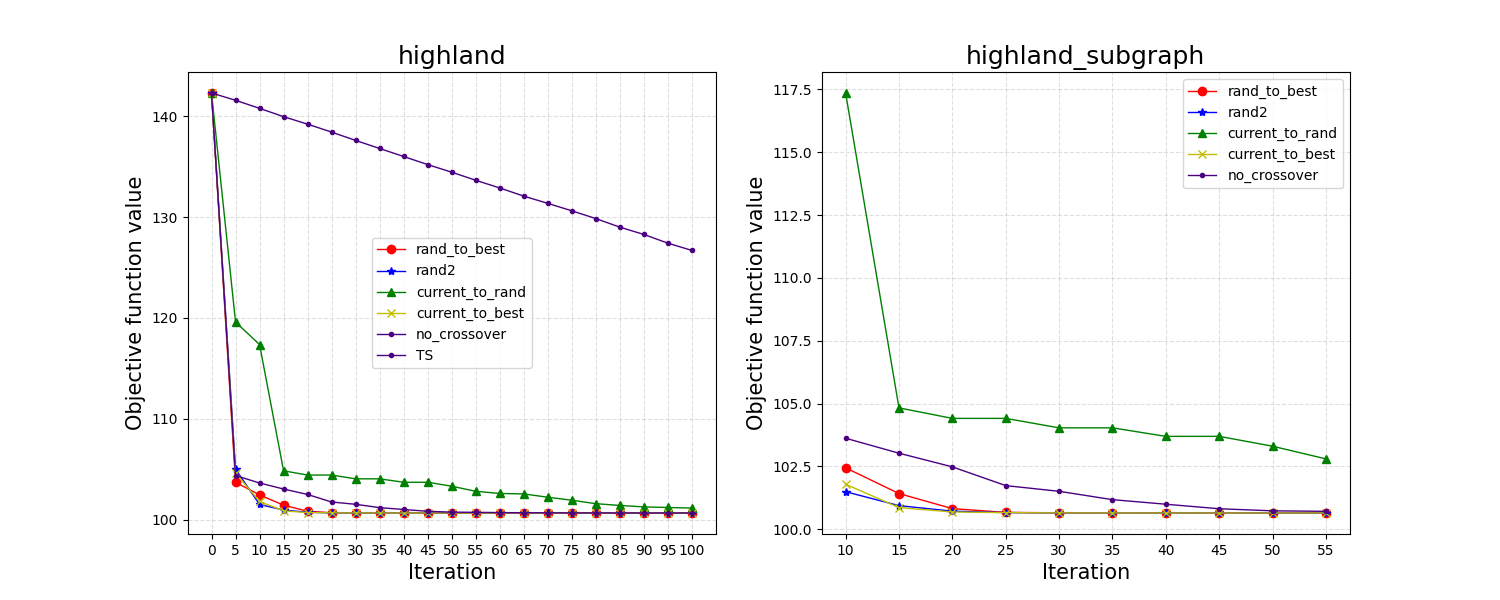 highland
Objective function value
140
130
120
110
100
rand_to_best
rand2
current_to_rand
current_to_best
no_crossover
TS
0 5 10 15 20 25 30 35 40 45 50 55 60 65 70 75 80 85 90 95 100
Iteration
highland_subgraph
Objective function value
117.5
115.0
112.5
110.0
107.5
105.0
102.5
100.0
rand_to_best
rand2
current_to_rand
current_to_best
no_crossover
10 15 20 25 30 35 40 45 50 55
Iteration